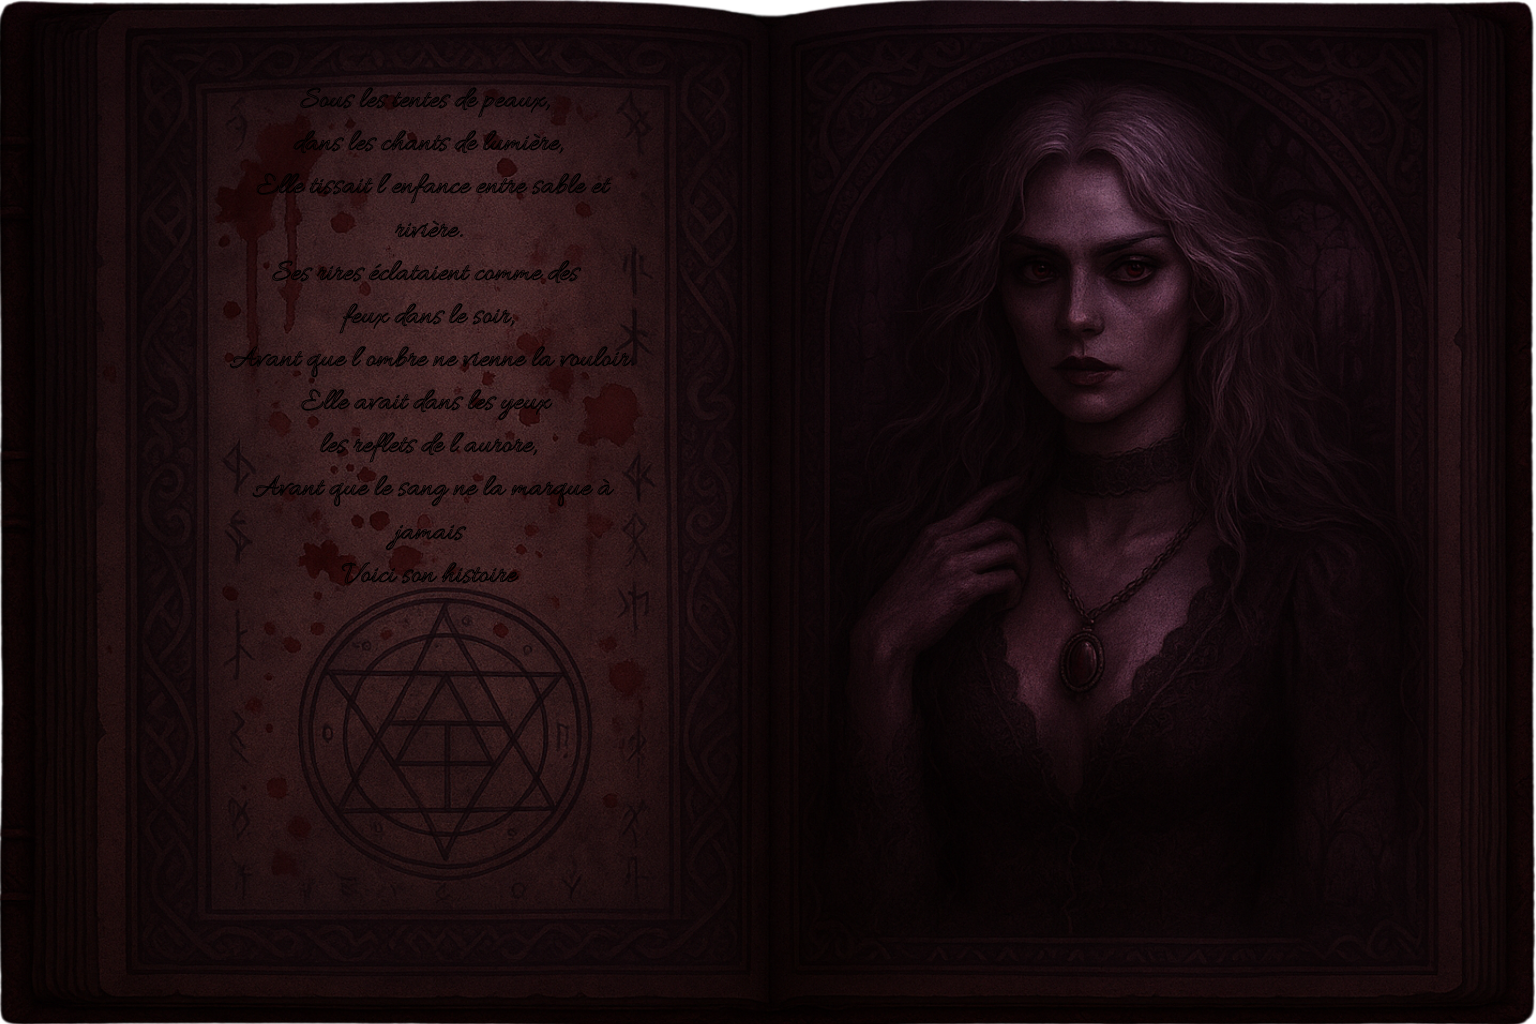 Sous les tentes de peaux,
dans les chants de lumière,
Elle tissait l enfance entre sable et
rivière.
Ses rires éclataient comme des
feux dans le soir,
Avant que l ombre ne vienne la vouloir.
Elle avait dans les yeux
les reflets de l aurore,
Avant que le sang ne la marque à
jamais
Voici son histoire